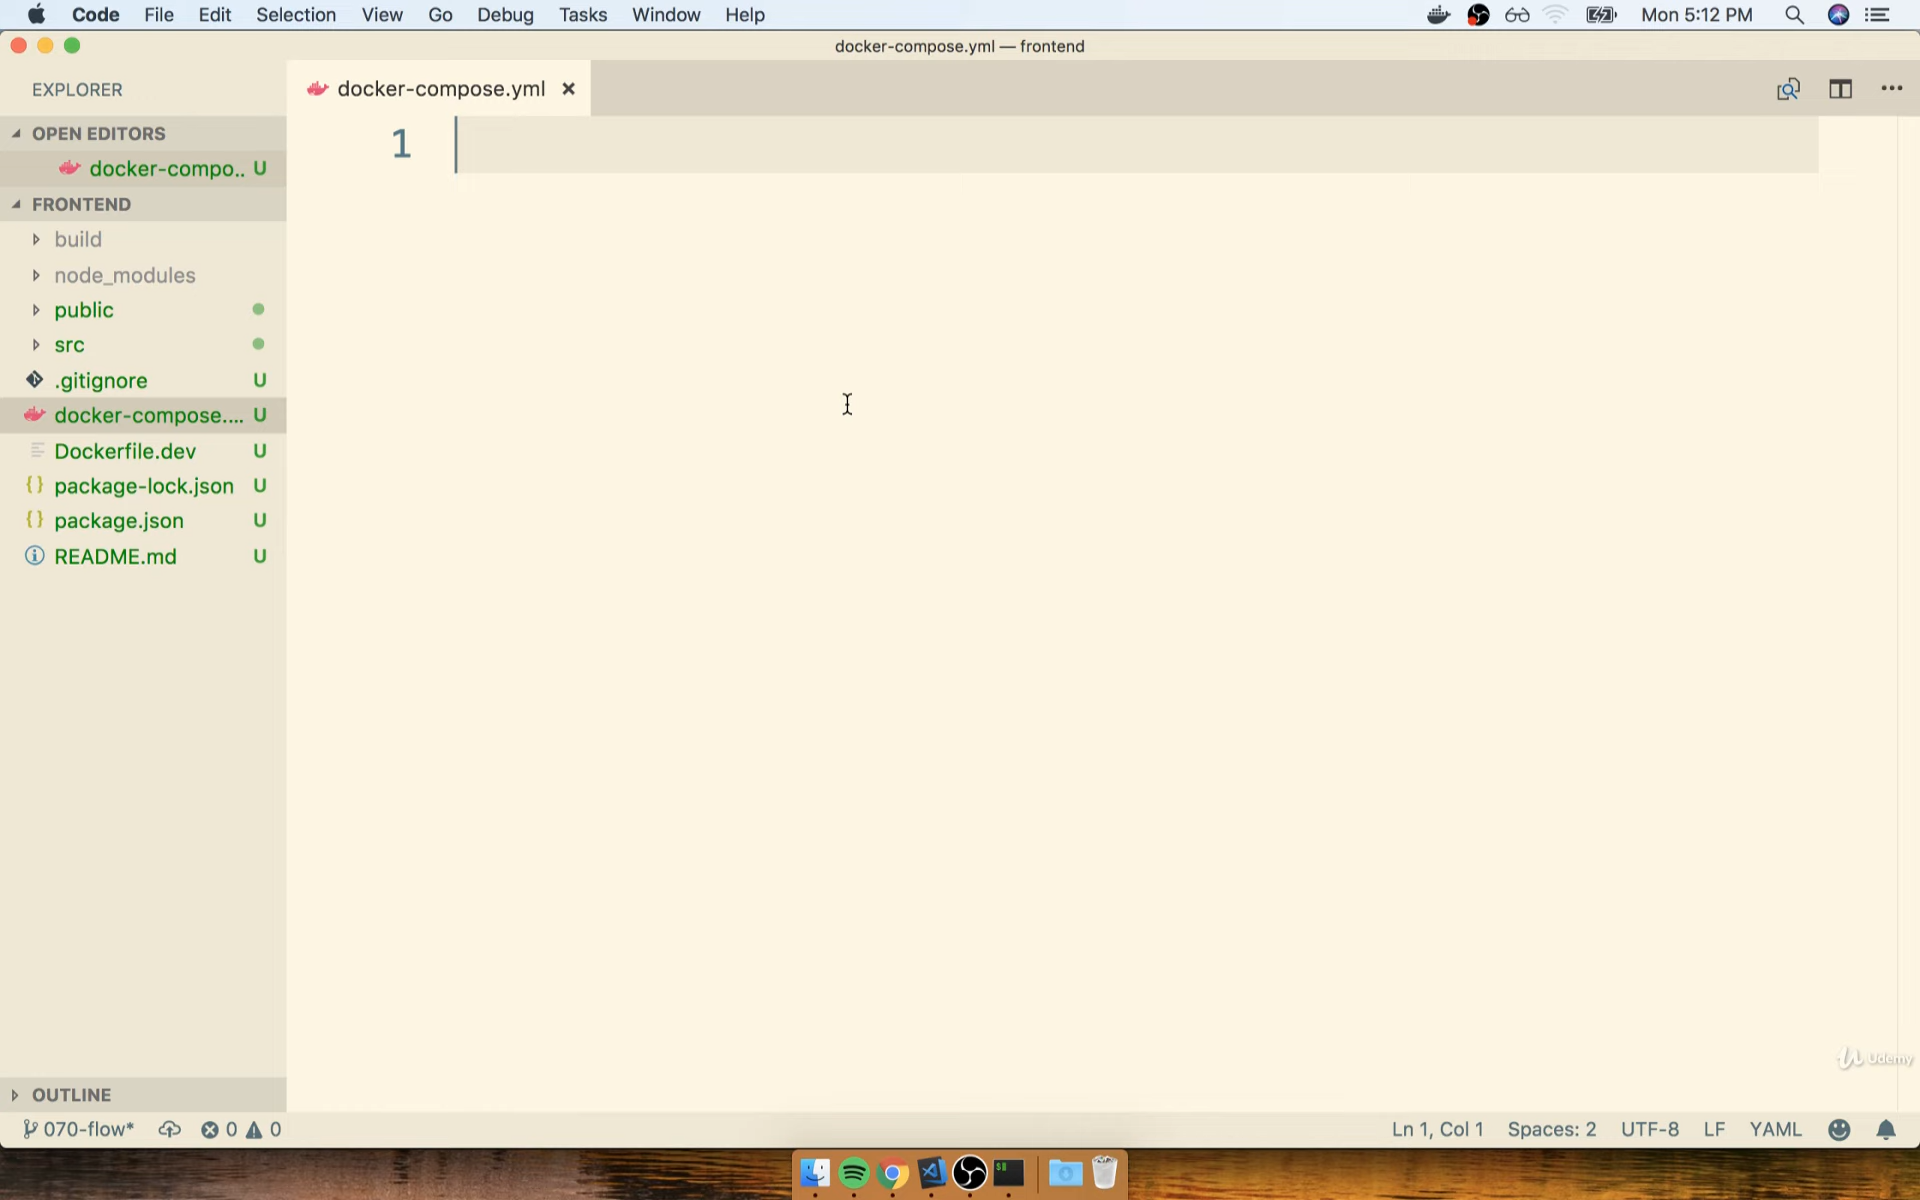 Code File Edit Selection View Go Debug Tasks Window Help Mon 5:12 PM
docker-compose.yml — frontend
EXPLORER
docker-compose.yml
OPEN EDITORS
docker-compo.. U
FRONTEND
build
node_modules
public
src
.gitignore U
docker-compose.... U
Dockerfile.dev U
package-lock.json U
package.json U
README.md U
1
Udemy
OUTLINE
070-flow* 0 0 Ln 1, Col 1 Spaces: 2 UTF-8 LF YAML